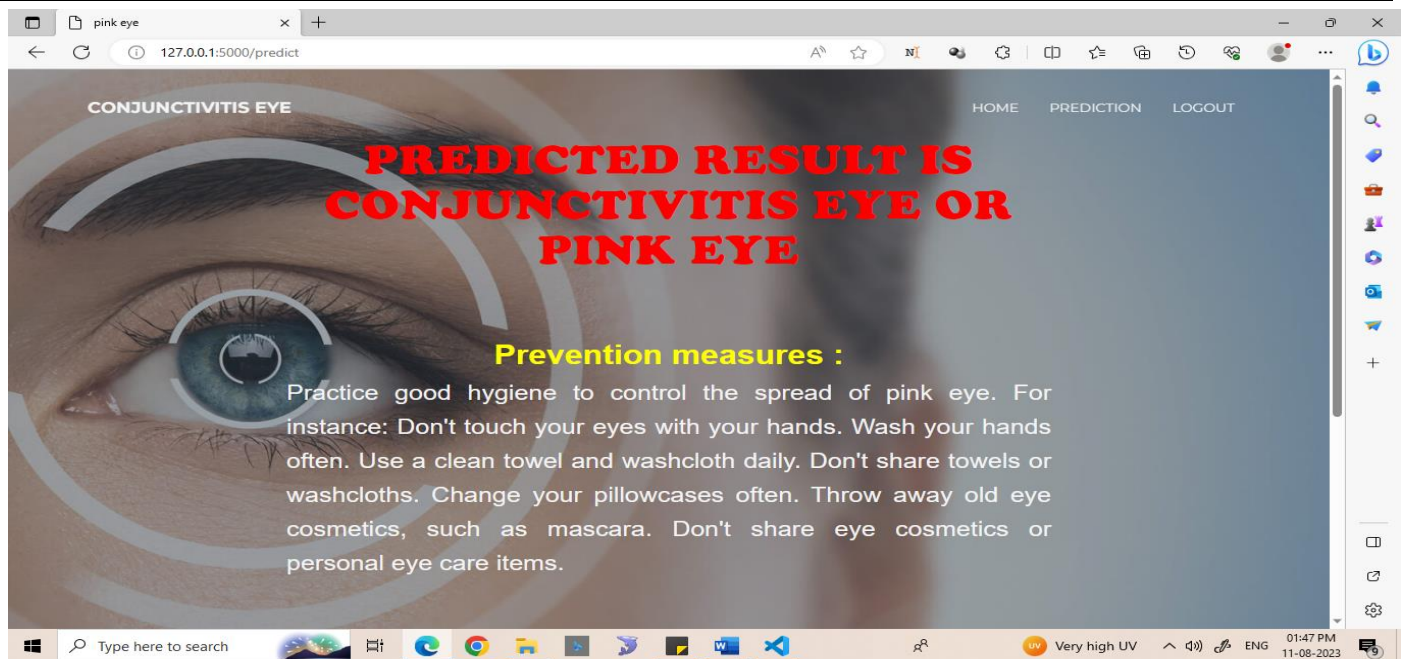 pink eye
127.0.0.1:5000/predict
CONJUNCTIVITIS EYE
HOME PREDICTION LOGOUT
PREDICTED RESULT IS
CONJUNCTIVITIS EYE OR
PINK EYE
Prevention measures :
Practice good hygiene to control the spread of pink eye. For
instance: Don't touch your eyes with your hands. Wash your hands
often. Use a clean towel and washcloth daily. Don't share towels or
washcloths. Change your pillowcases often. Throw away old eye
cosmetics, such as mascara. Don't share eye cosmetics or
personal eye care items.
Type here to search
UV Very high UV ENG 01:47 PM
11-08-2023
9